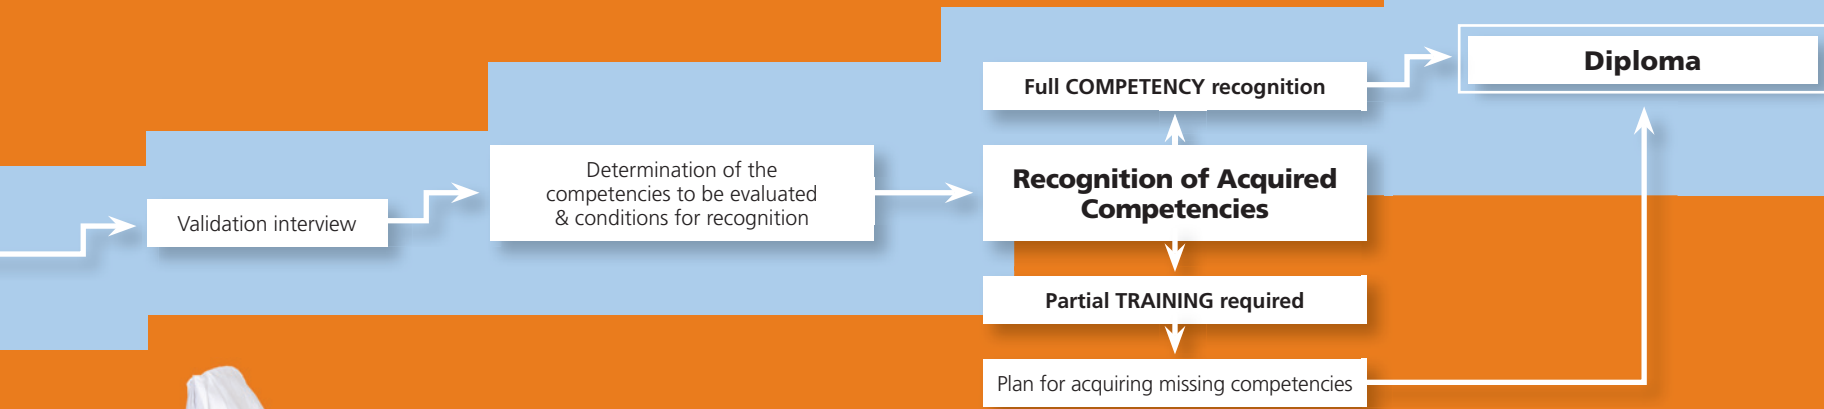 Validation interview
Determination of the
competencies to be evaluated
& conditions for recognition
Full COMPETENCY recognition
Recognition of Acquired
Competencies
Partial TRAINING required
Plan for acquiring missing competencies
Diploma